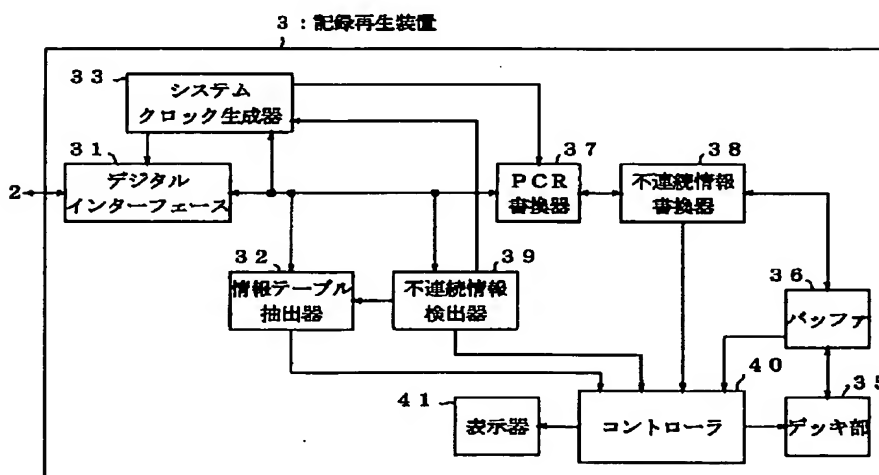 3：記録再生装置
33
システム
クロック生成器
31
デジタル
インターフェース
2
37
PCR
書換器
38
不連続情報
書換器
32
情報テーブル
抽出器
39
不連続情報
検出器
36
バッファ
40
コントローラ
41
表示器
35
デッキ部